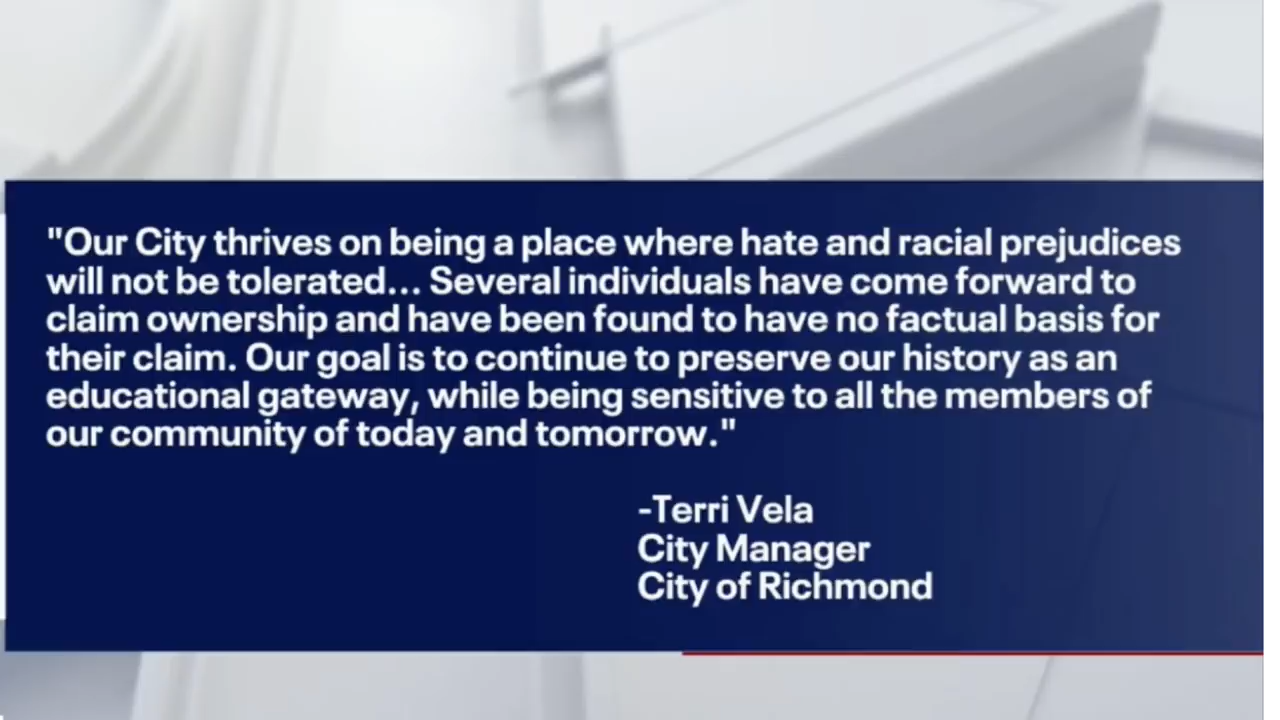 "Our City thrives on being a place where hate and racial prejudices
will not be tolerated... Several individuals have come forward to
claim ownership and have been found to have no factual basis for
their claim. Our goal is to continue to preserve our history as an
educational gateway, while being sensitive to all the members of
our community of today and tomorrow."
-Terri Vela
City Manager
City of Richmond